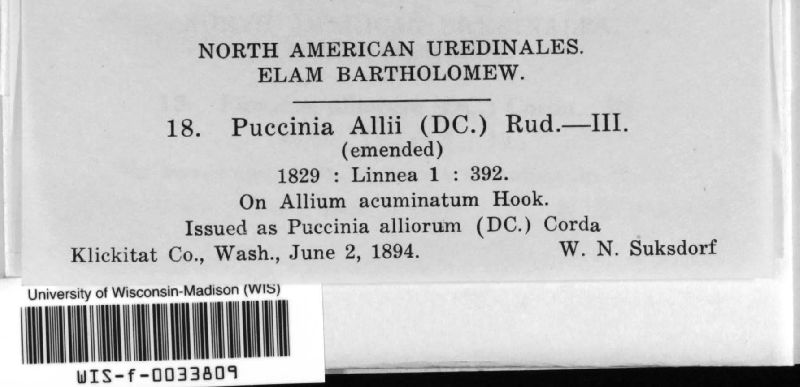 NORTH AMERICAN UREDINALES.
ELAM BARTHOLOMEW.
18. Puccinia Allii (DC.) Rud.—III.
(emended)
1829 : Linnea 1 : 392.
On Allium acuminatum Hook.
Issued as Puccinia alliorum (DC.) Corda
Klickitat Co., Wash., June 2, 1894. W. N. Suksdorf
University of Wisconsin-Madison (WIS)
WIS-f-0033809